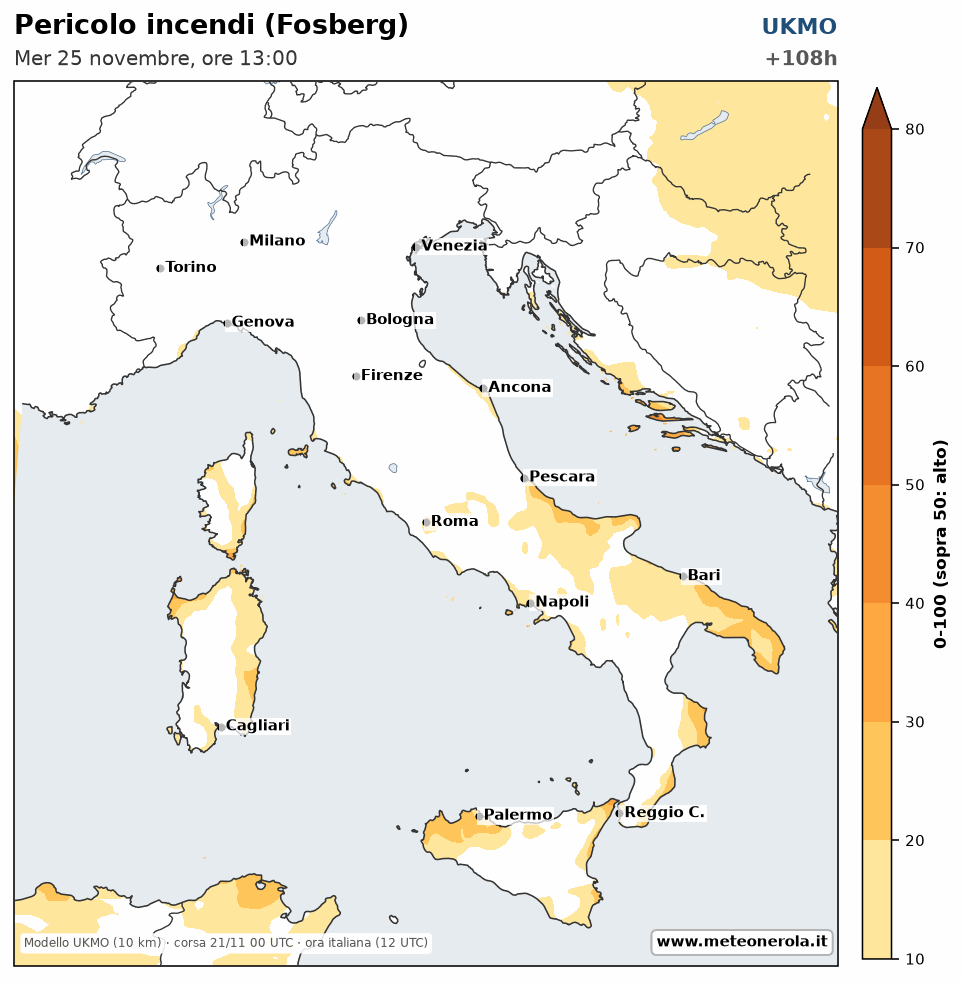 Pericolo incendi (Fosberg)
UKMO
Mer 25 novembre, ore 13:00
+108h
80
70
60
50
40
30
20
10
0-100 (sopra 50: alto)
Milano
Venezia
Torino
Genova
Bologna
Firenze
Ancona
Pescara
Roma
Bari
Napoli
Cagliari
Palermo
Reggio C.
Modello UKMO (10 km) · corsa 21/11 00 UTC · ora italiana (12 UTC)
www.meteonerola.it